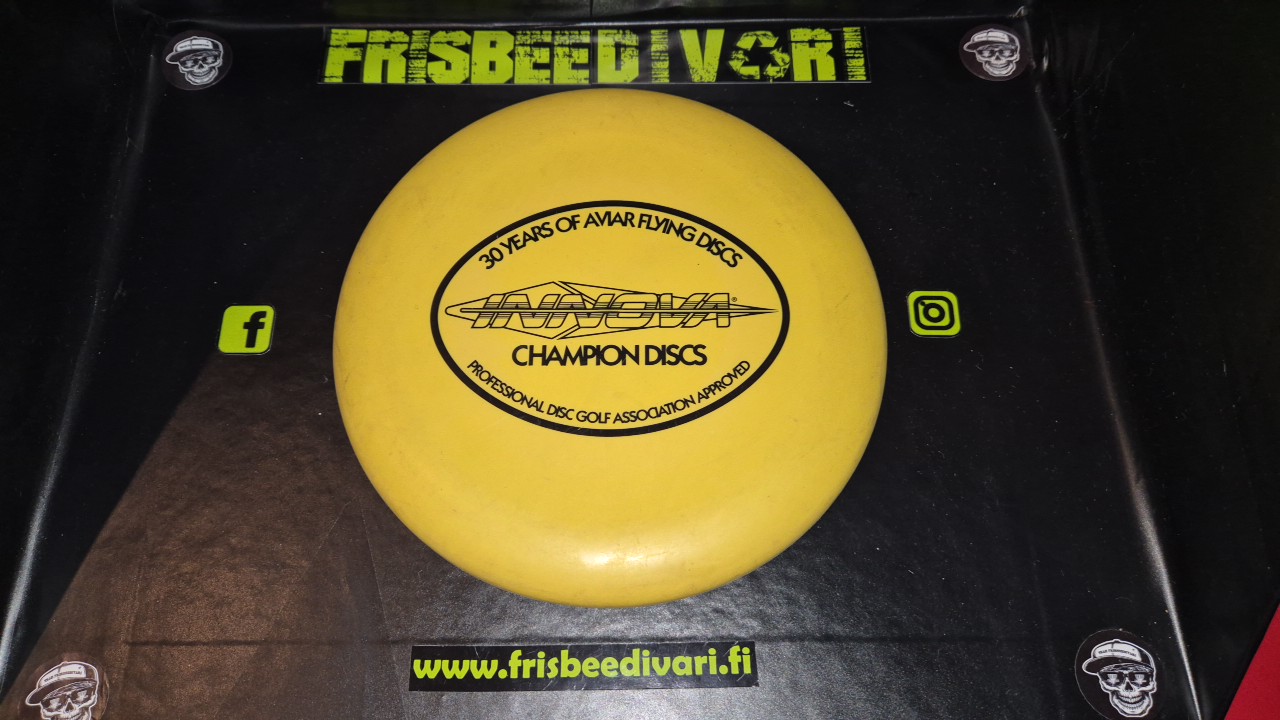 FRISBEEDIVARI
30 YEARS OF AVIAR FLYING DISCS
INNOVA®
CHAMPION DISCS
PROFESSIONAL DISC GOLF ASSOCIATION APPROVED
www.frisbeedivari.fi